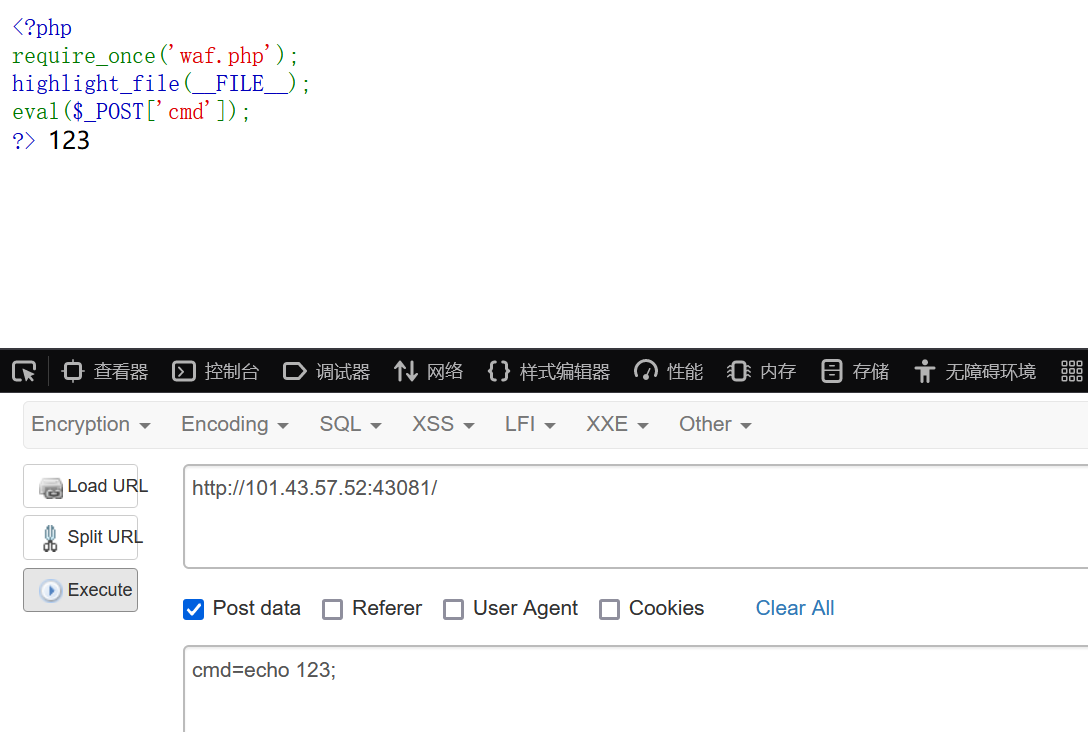 <?php
require_once('waf.php');
highlight_file(__FILE__);
eval($_POST['cmd']);
?> 123
查看器 控制台 调试器 网络 样式编辑器 性能 内存 存储 无障碍环境
Encryption Encoding SQL XSS LFI XXE Other
Load URL http://101.43.57.52:43081/
Split URL
Execute
Post data Referer User Agent Cookies Clear All
cmd=echo 123;